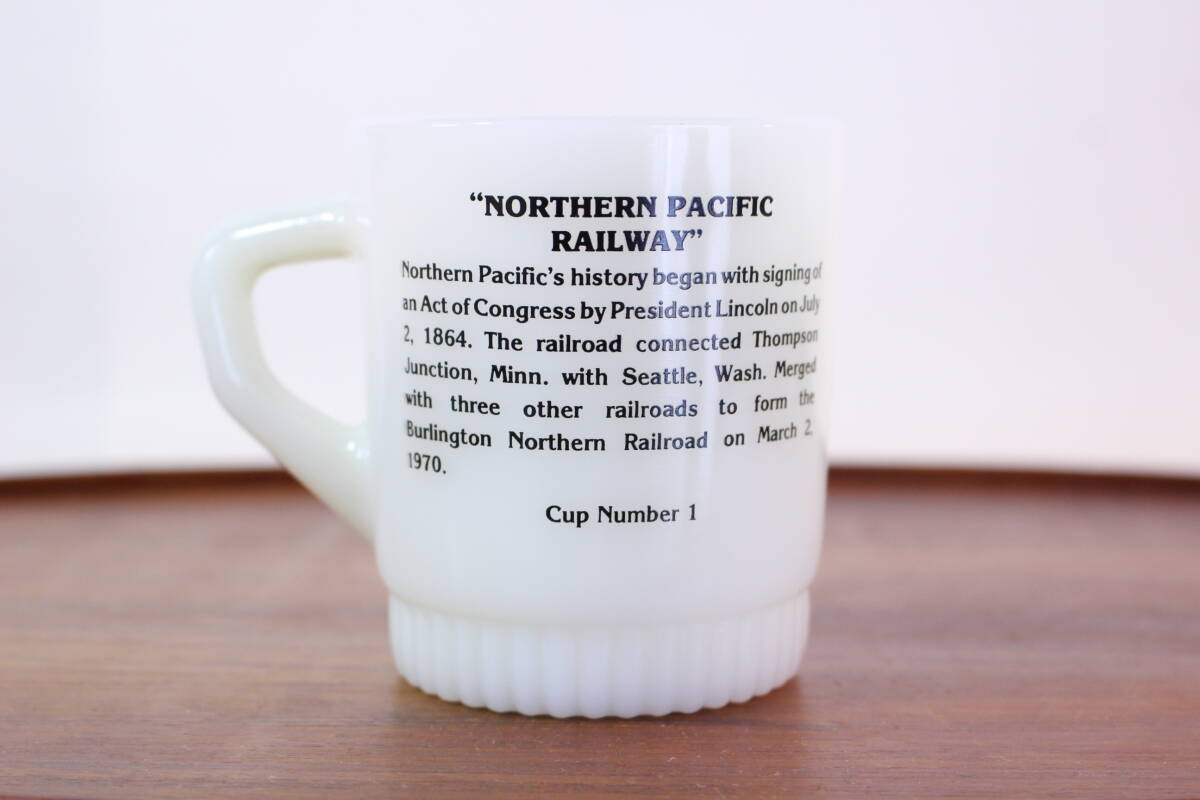 “NORTHERN PACIFIC
RAILWAY”
Northern Pacific’s history began with signing of
an Act of Congress by President Lincoln on July
2, 1864. The railroad connected Thompson
Junction, Minn. with Seattle, Wash. Merged
with three other railroads to form the
Burlington Northern Railroad on March 2,
1970.
Cup Number 1